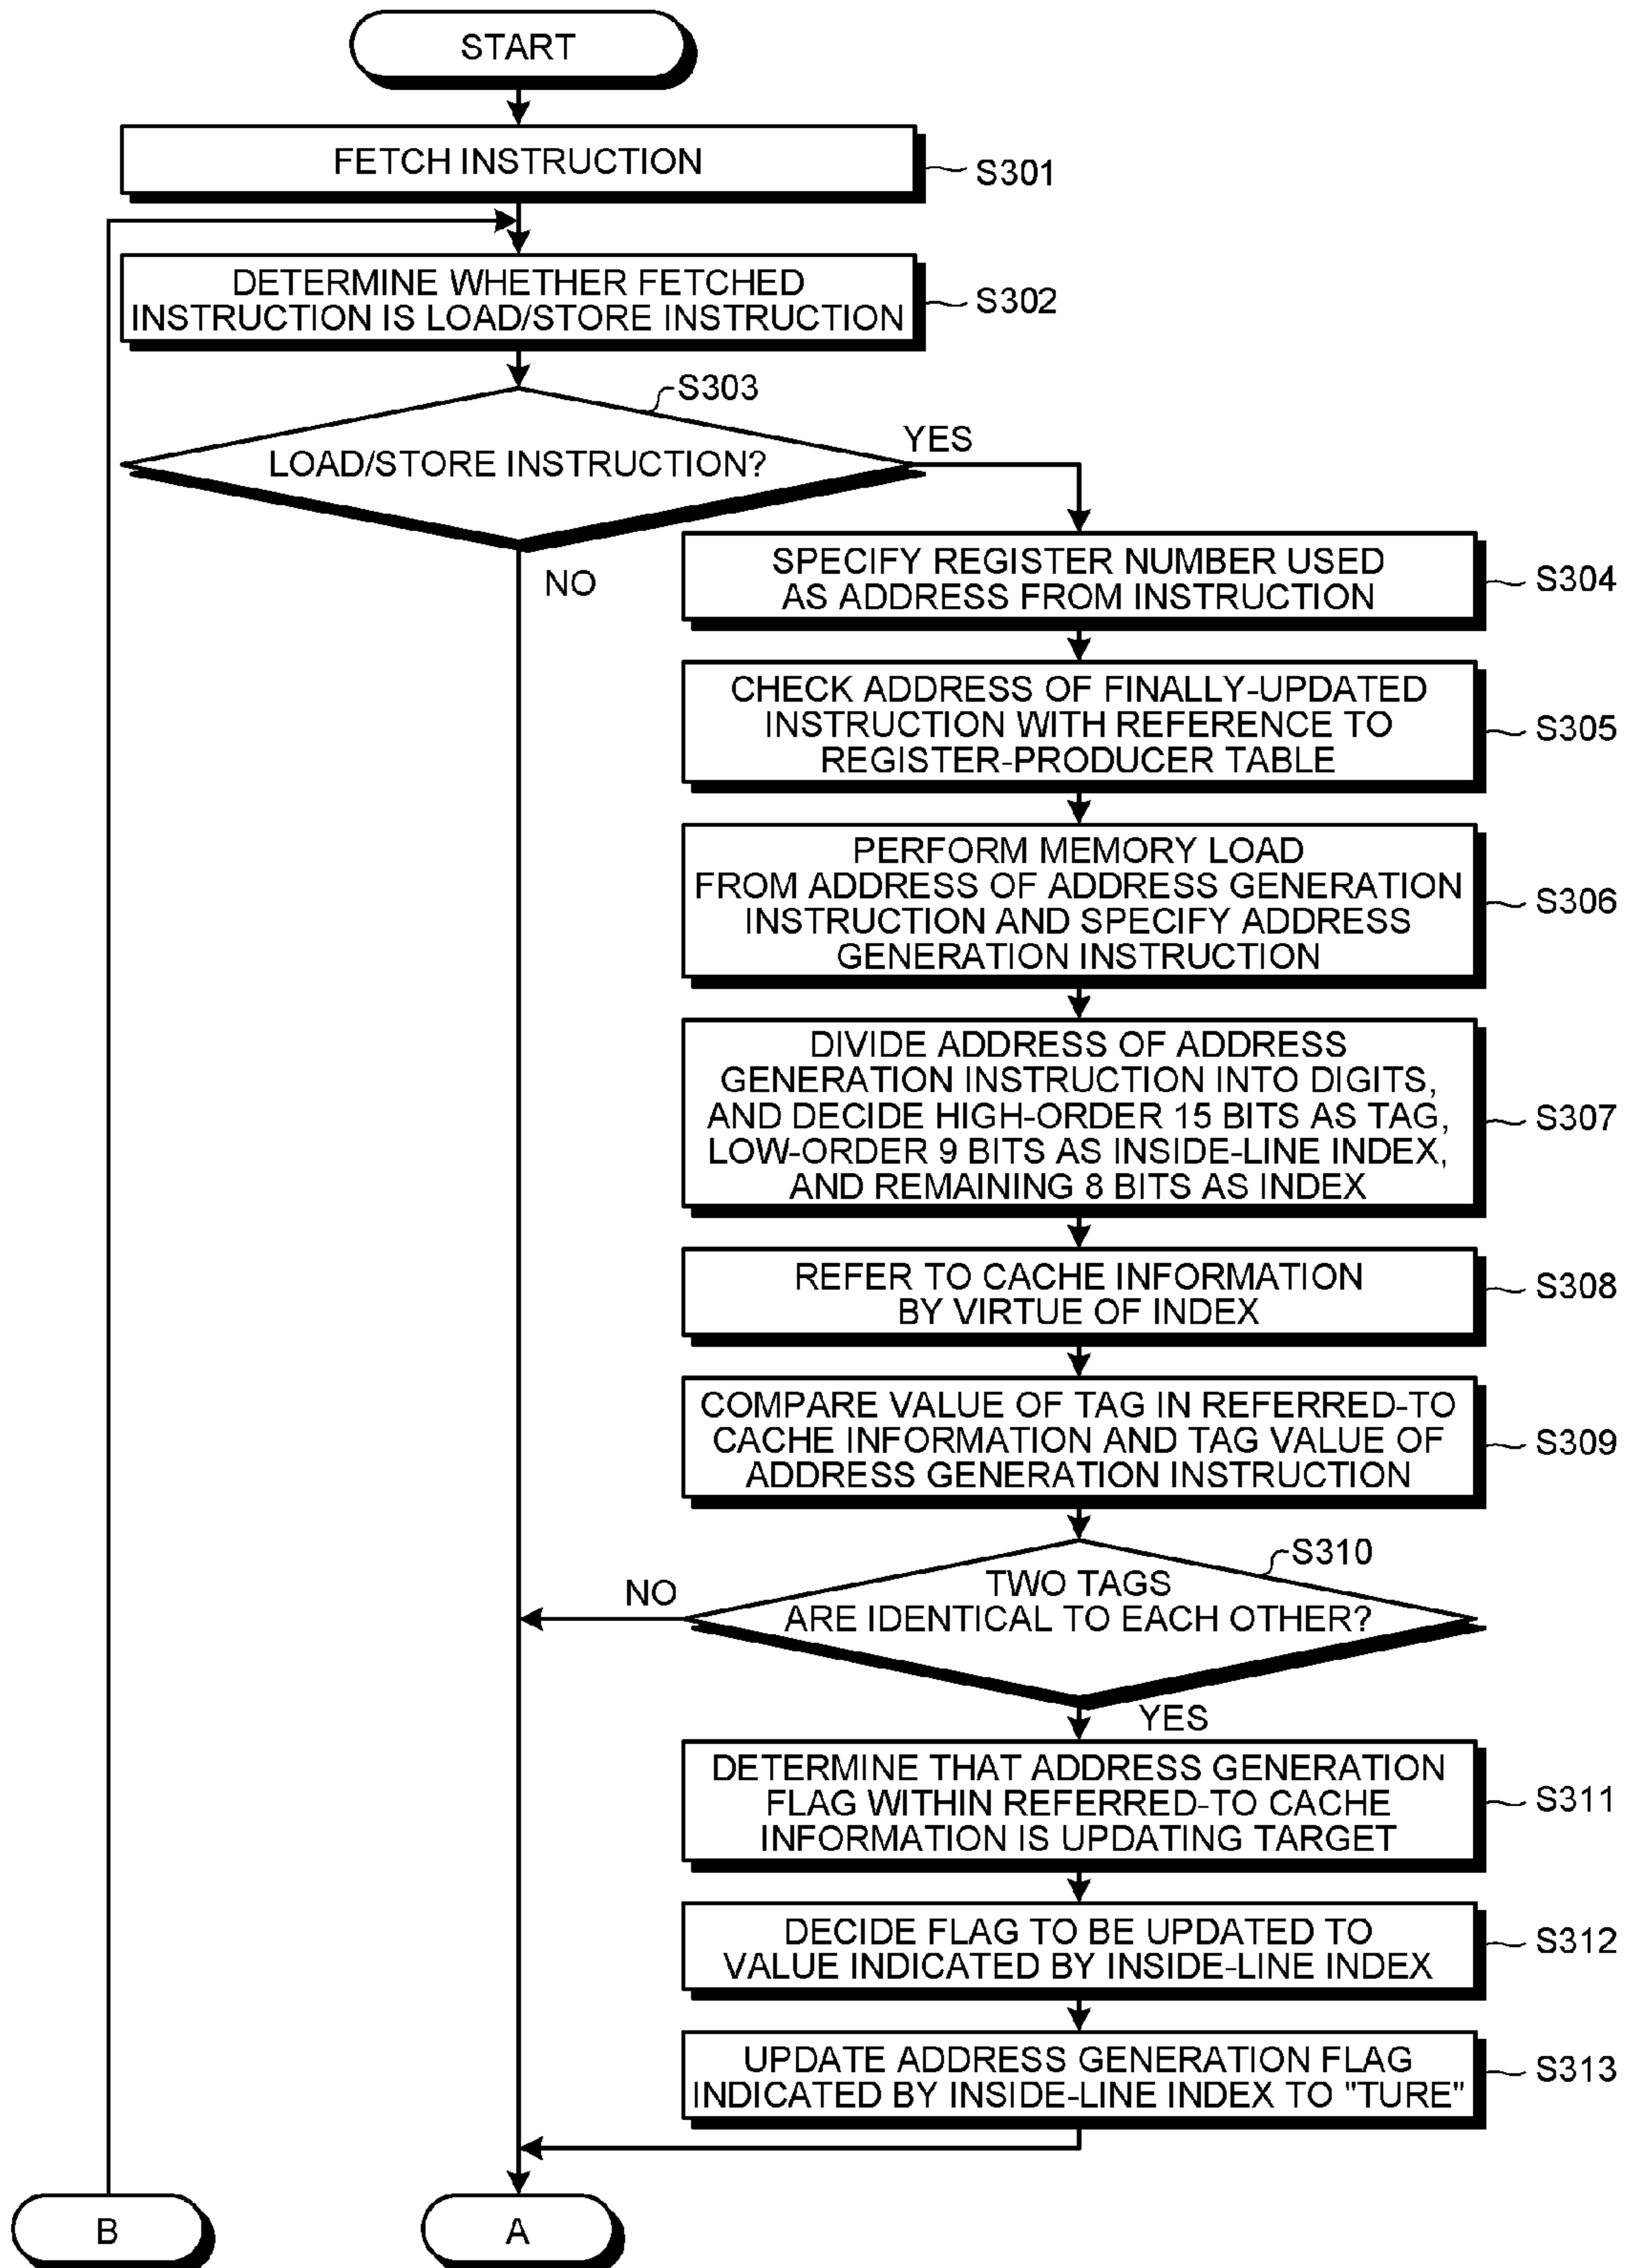 START
FETCH INSTRUCTION
S301
DETERMINE WHETHER FETCHED
INSTRUCTION IS LOAD/STORE INSTRUCTION
S302
S303
LOAD/STORE INSTRUCTION?
YES
NO
SPECIFY REGISTER NUMBER USED
AS ADDRESS FROM INSTRUCTION
S304
CHECK ADDRESS OF FINALLY-UPDATED
INSTRUCTION WITH REFERENCE TO
REGISTER-PRODUCER TABLE
S305
PERFORM MEMORY LOAD
FROM ADDRESS OF ADDRESS GENERATION
INSTRUCTION AND SPECIFY ADDRESS
GENERATION INSTRUCTION
S306
DIVIDE ADDRESS OF ADDRESS
GENERATION INSTRUCTION INTO DIGITS,
AND DECIDE HIGH-ORDER 15 BITS AS TAG,
LOW-ORDER 9 BITS AS INSIDE-LINE INDEX,
AND REMAINING 8 BITS AS INDEX
S307
REFER TO CACHE INFORMATION
BY VIRTUE OF INDEX
S308
COMPARE VALUE OF TAG IN REFERRED-TO
CACHE INFORMATION AND TAG VALUE OF
ADDRESS GENERATION INSTRUCTION
S309
S310
TWO TAGS
ARE IDENTICAL TO EACH OTHER?
NO
YES
DETERMINE THAT ADDRESS GENERATION
FLAG WITHIN REFERRED-TO CACHE
INFORMATION IS UPDATING TARGET
S311
DECIDE FLAG TO BE UPDATED TO
VALUE INDICATED BY INSIDE-LINE INDEX
S312
UPDATE ADDRESS GENERATION FLAG
INDICATED BY INSIDE-LINE INDEX TO "TURE"
S313
B
A